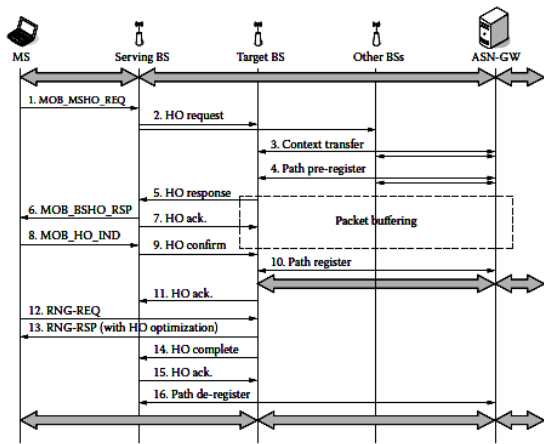 MS Serving BS Target BS Other BSs ASN-GW
1. MOB_MSHO_REQ
2. HO request
3. Context transfer
4. Path pre-register
5. HO response
6. MOB_BSHO_RSP
Packet buffering
7. HO ack.
8. MOB_HO_IND
9. HO confirm
10. Path register
11. HO ack.
12. RNG-REQ
13. RNG-RSP (with HO optimization)
14. HO complete
15. HO ack.
16. Path de-register